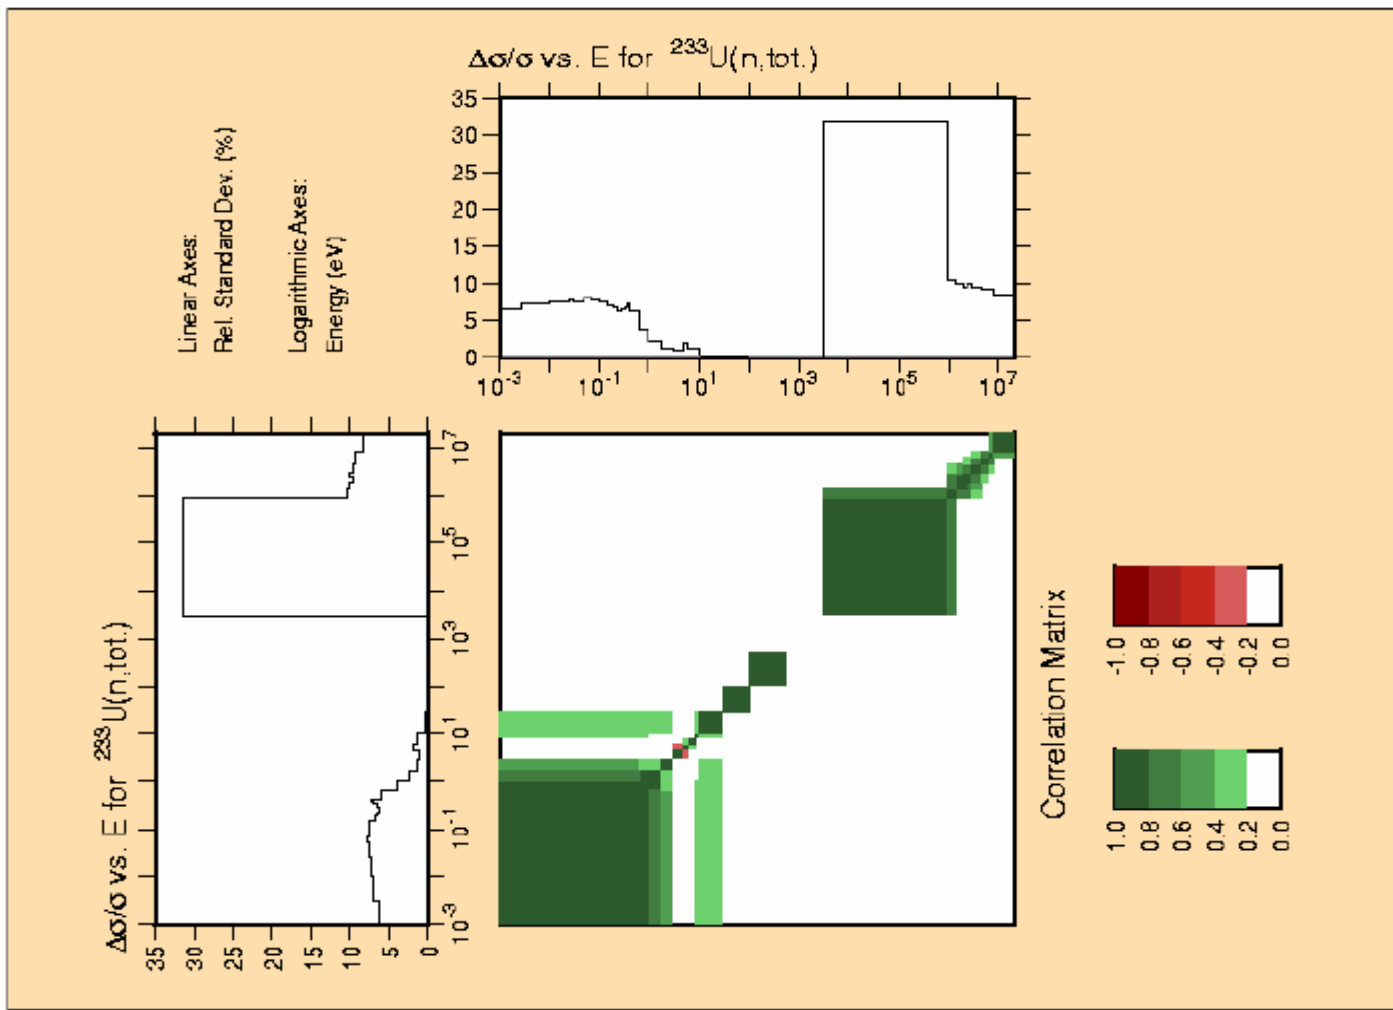 Δσ/σ vs. E for ²³³U(n,tot.)
Linear Axes:
Rel. Standard Dev. (%)
Logarithmic Axes:
Energy (eV)
35
30
25
20
15
10
5
0
10⁻³ 10⁻¹ 10¹ 10³ 10⁵ 10⁷
Δσ/σ vs. E for ²³³U(n,tot.)
35 30 25 20 15 10 5 0
10⁻³ 10⁻¹ 10¹ 10³ 10⁵ 10⁷
Correlation Matrix
1.0 0.8 0.6 0.4 0.2 0.0
-1.0 -0.8 -0.6 -0.4 -0.2 0.0